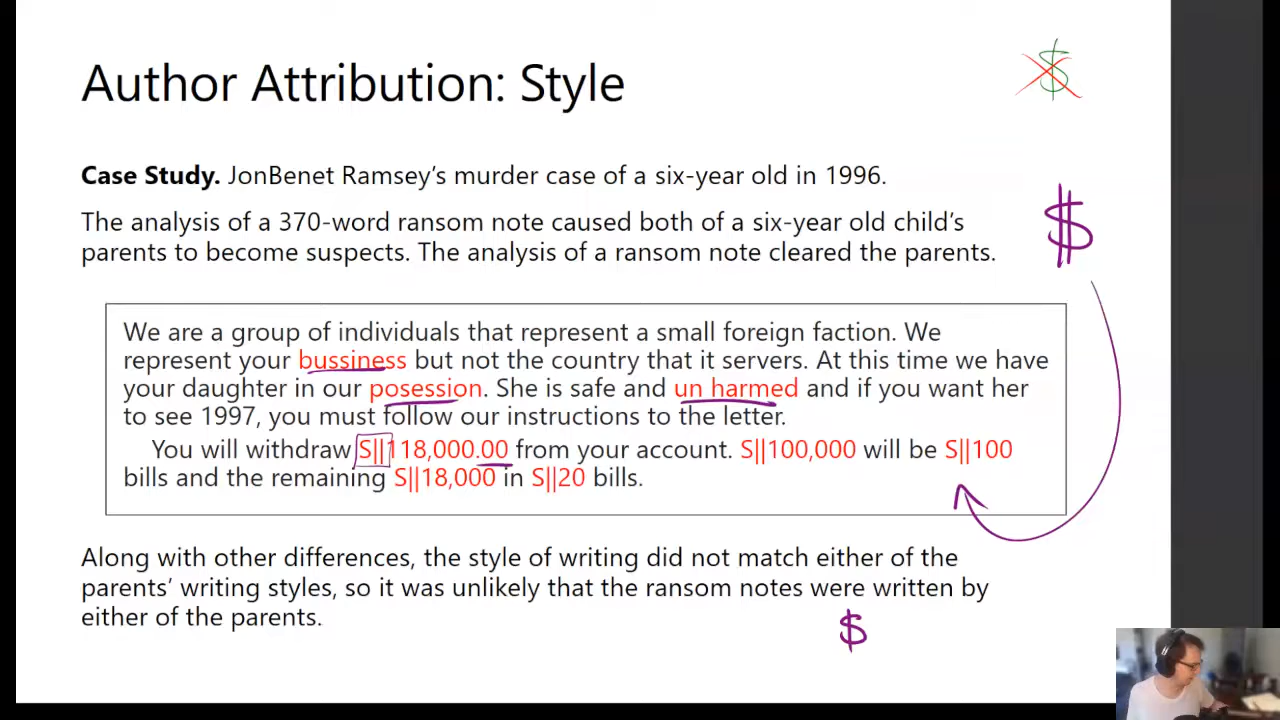 Author Attribution: Style
$
Case Study. JonBenet Ramsey's murder case of a six-year old in 1996.
The analysis of a 370-word ransom note caused both of a six-year old child's
parents to become suspects. The analysis of a ransom note cleared the parents.
$
We are a group of individuals that represent a small foreign faction. We
represent your bussiness but not the country that it servers. At this time we have
your daughter in our posession. She is safe and un harmed and if you want her
to see 1997, you must follow our instructions to the letter.
You will withdraw S||118,000.00 from your account. S||100,000 will be S||100
bills and the remaining S||18,000 in S||20 bills.
Along with other differences, the style of writing did not match either of the
parents' writing styles, so it was unlikely that the ransom notes were written by
either of the parents.
$